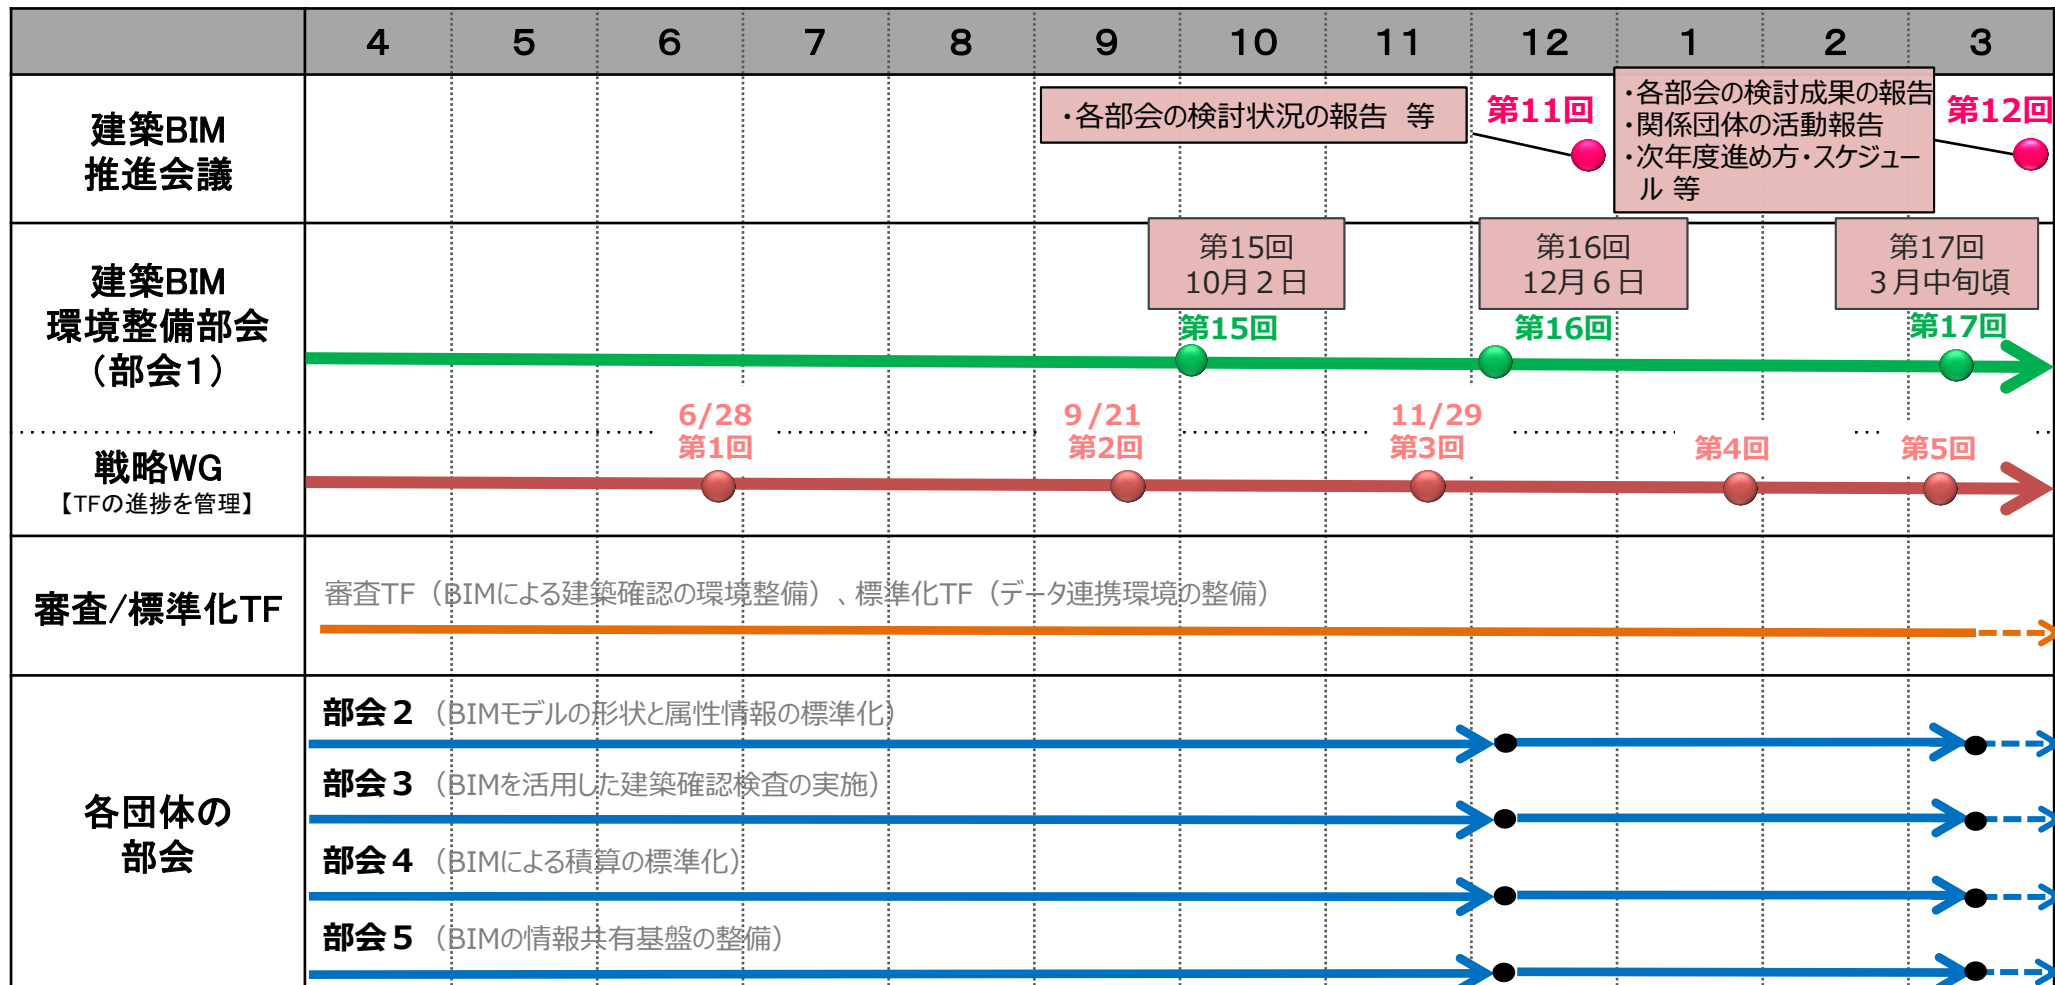 4 5 6 7 8 9 10 11 12 1 2 3
建築BIM
推進会議
・各部会の検討状況の報告 等
第11回
・各部会の検討成果の報告
・関係団体の活動報告
・次年度進め方・スケジュー
ル 等
第12回
建築BIM
環境整備部会
（部会１）
第15回
10月２日
第16回
12月６日
第17回
３月中旬頃
第15回
第16回
第17回
戦略WG
【TFの進捗を管理】
6/28
第1回
９/21
第2回
11/29
第3回
第4回
第5回
審査/標準化TF
審査TF（BIMによる建築確認の環境整備）、標準化TF（データ連携環境の整備）
各団体の
部会
部会２（BIMモデルの形状と属性情報の標準化）
部会３（BIMを活用した建築確認検査の実施）
部会４（BIMによる積算の標準化）
部会５（BIMの情報共有基盤の整備）